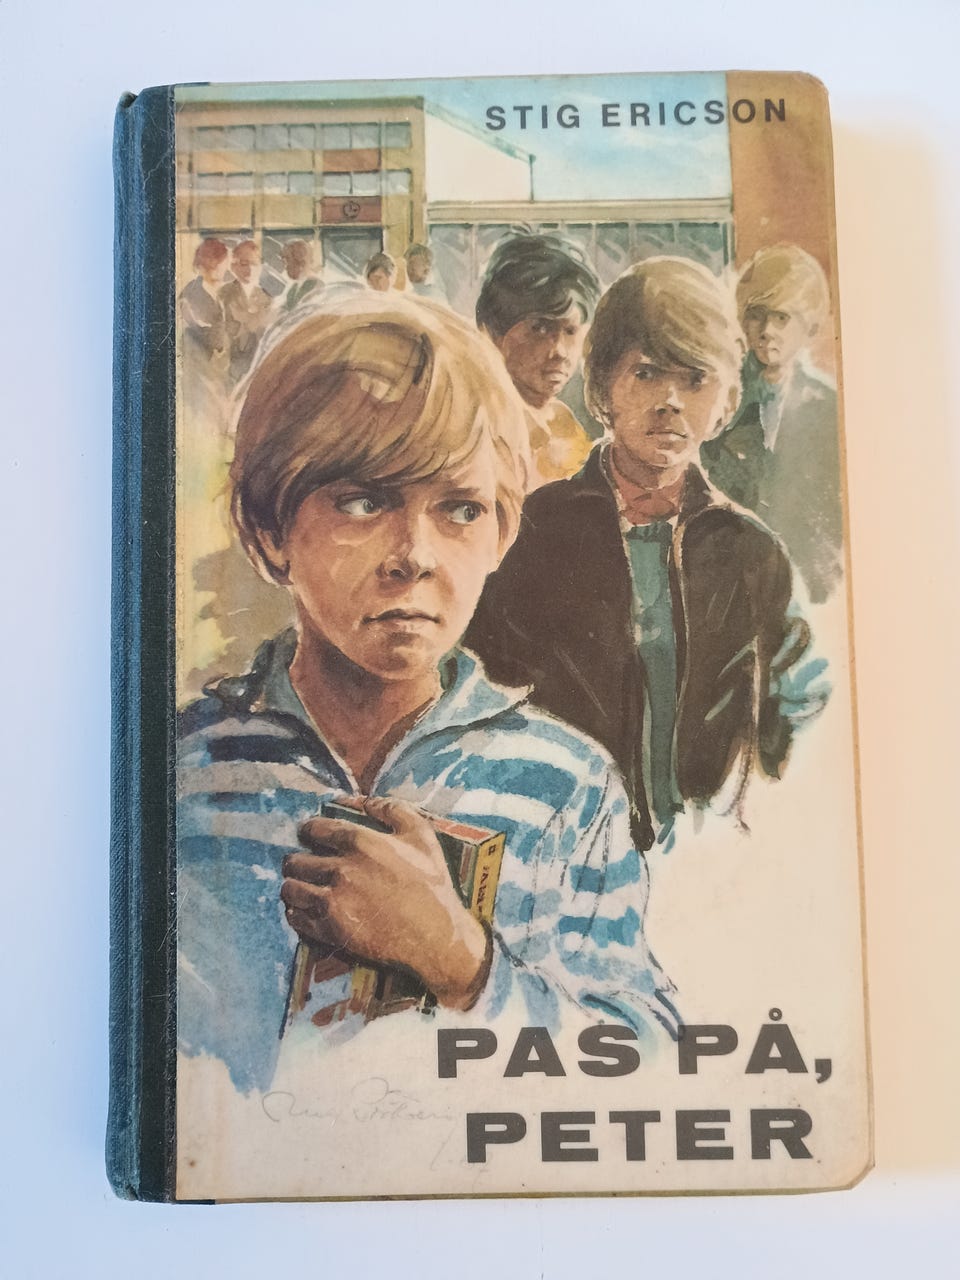 STIG ERICSON
PAS PÅ,
PETER